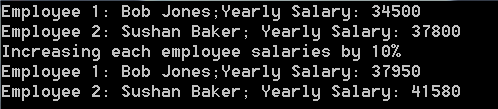 Employee 1: Bob Jones;Yearly Salary: 34500
Employee 2: Sushan Baker; Yearly Salary: 37800
Increasing each employee salaries by 10%
Employee 1: Bob Jones;Yearly Salary: 37950
Employee 2: Sushan Baker; Yearly Salary: 41580